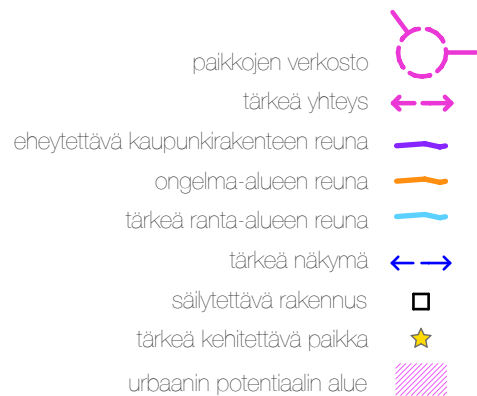 paikkojen verkosto
tärkeä yhteys
eheytettävä kaupunkirakenteen reuna
ongelma-alueen reuna
tärkeä ranta-alueen reuna
tärkeä näkymä
säilytettävä rakennus
tärkeä kehitettävä paikka
urbaanin potentiaalin alue